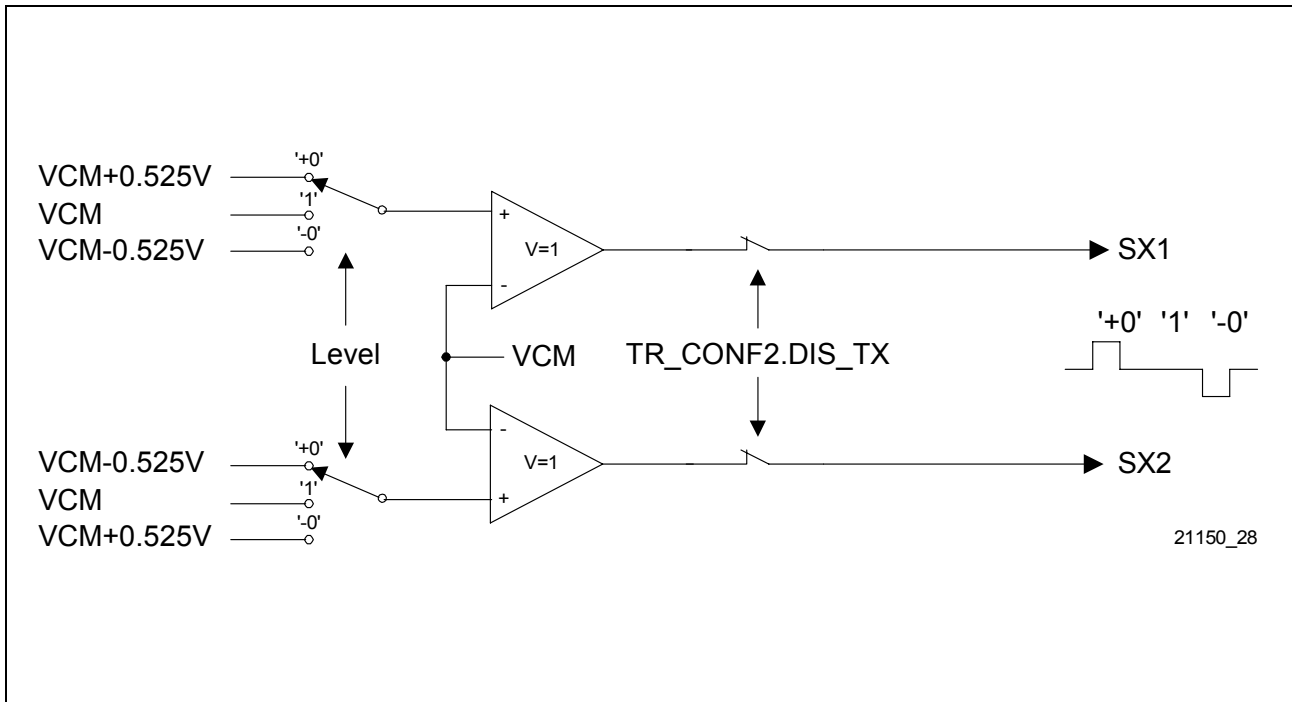 '+0'
VCM+0.525V
'1'
VCM
'-0'
VCM-0.525V
+
V=1
-
SX1
'+0' '1' '-0'
Level
VCM
TR_CONF2.DIS_TX
'+0'
VCM-0.525V
'1'
VCM
'-0'
VCM+0.525V
-
V=1
+
SX2
21150_28